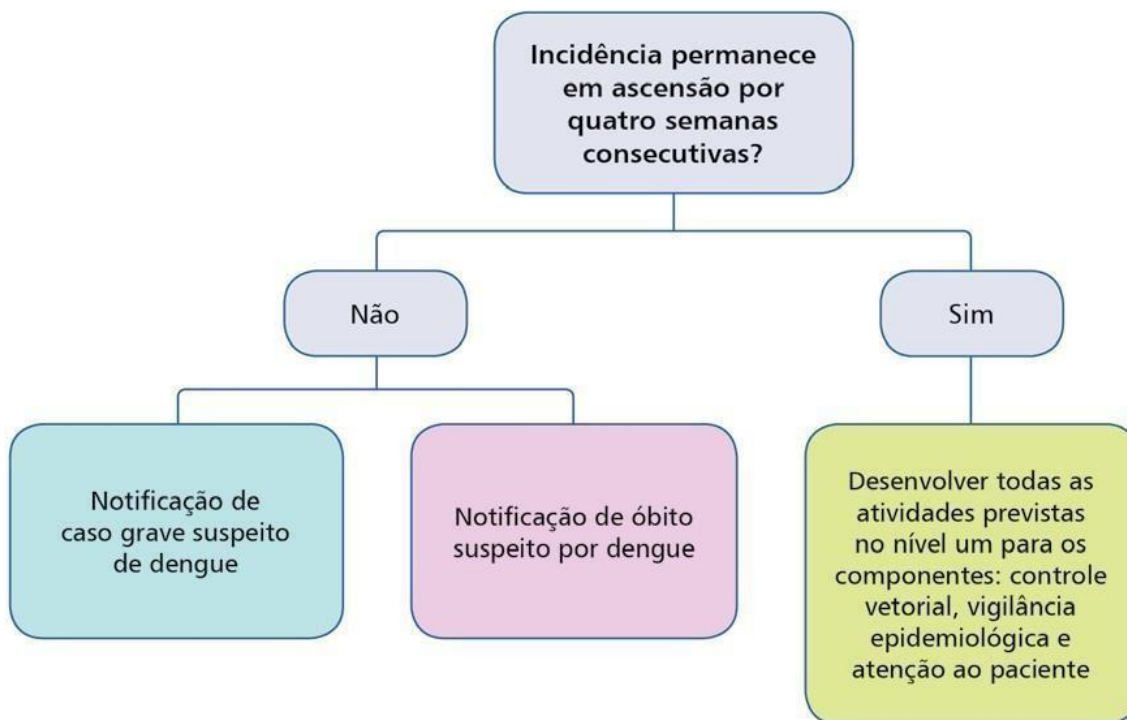 Incidência permanece
em ascensão por
quatro semanas
consecutivas?
Não
Sim
Notificação de
caso grave suspeito
de dengue
Notificação de óbito
suspeito por dengue
Desenvolver todas as
atividades previstas
no nível um para os
componentes: controle
vetorial, vigilância
epidemiológica e
atenção ao paciente